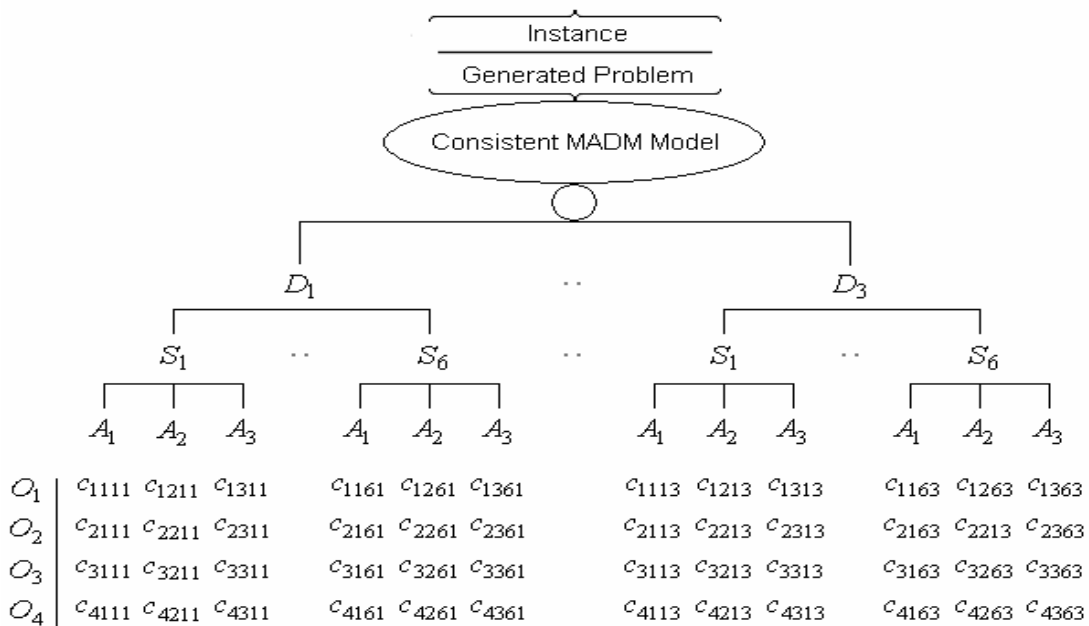 Instance
Generated Problem
Consistent MADM Model
D1 .. D3
S1 .. S6 .. S1 .. S6
A1 A2 A3 A1 A2 A3 A1 A2 A3 A1 A2 A3
O1 c1111 c1211 c1311 c1161 c1261 c1361 c1113 c1213 c1313 c1163 c1263 c1363
O2 c2111 c2211 c2311 c2161 c2261 c2361 c2113 c2213 c2313 c2163 c2213 c2363
O3 c3111 c3211 c3311 c3161 c3261 c3361 c3113 c3213 c3313 c3163 c3263 c3363
O4 c4111 c4211 c4311 c4161 c4261 c4361 c4113 c4213 c4313 c4163 c4263 c4363